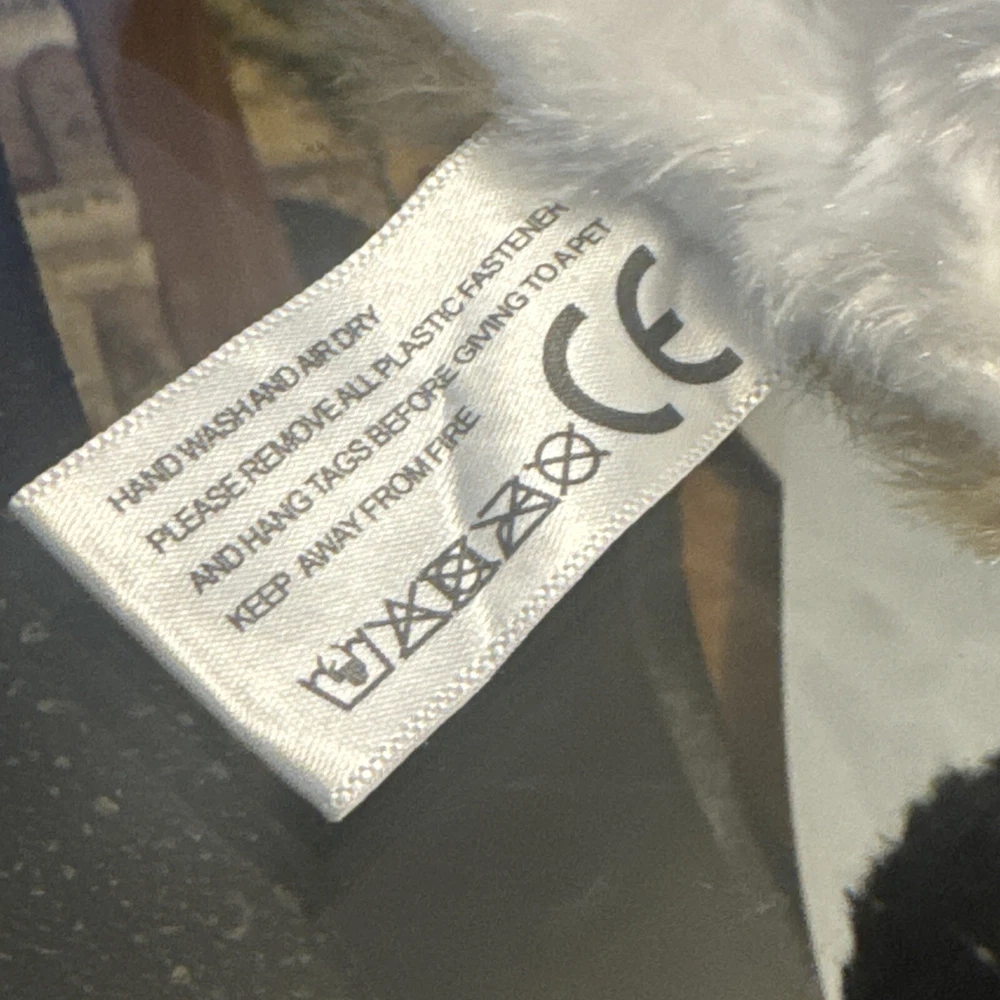 HAND WASH AND AIR DRY
PLEASE REMOVE ALL PLASTIC FASTENER
AND HANG TAGS BEFORE GIVING TO A PET
KEEP AWAY FROM FIRE
CE